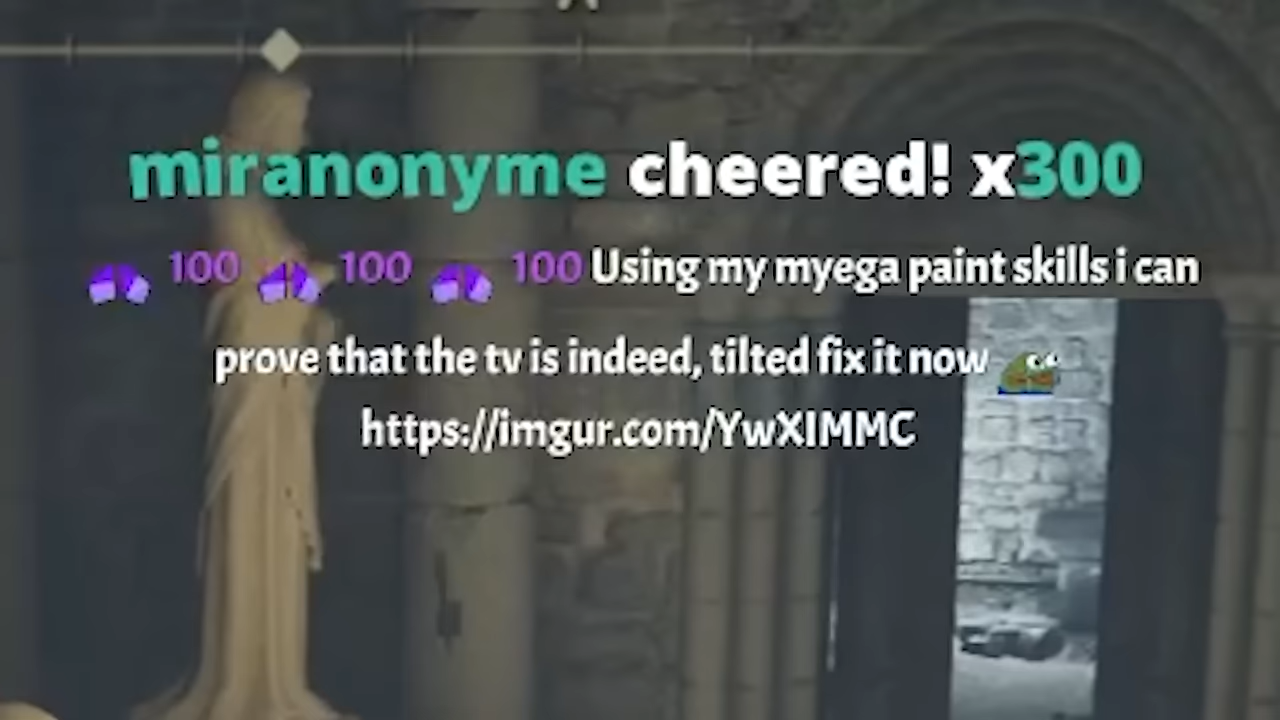 miranonyme cheered! x300
100 100 100 Using my myega paint skills i can
prove that the tv is indeed, tilted fix it now
https://imgur.com/YwXIMMC